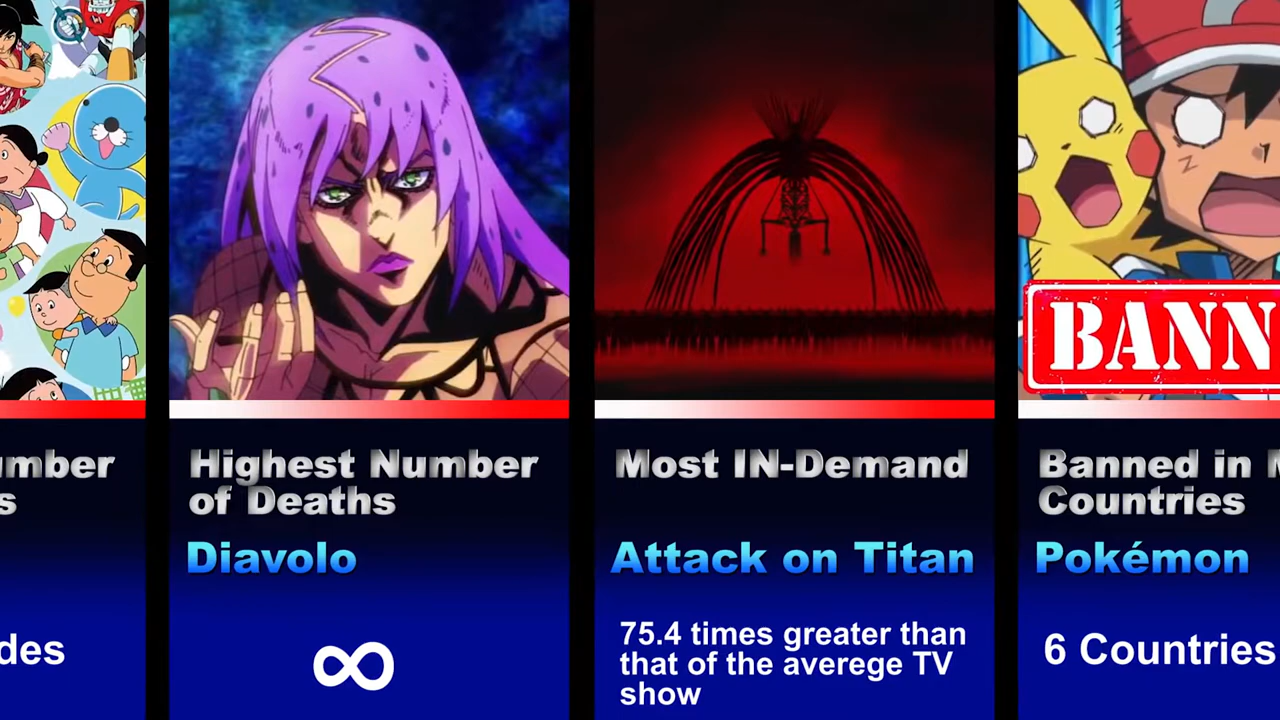 BANN
umber
s
des
Highest Number
of Deaths
Diavolo
∞
Most IN-Demand
Attack on Titan
75.4 times greater than
that of the averege TV
show
Banned in
Countries
Pokémon
6 Countries